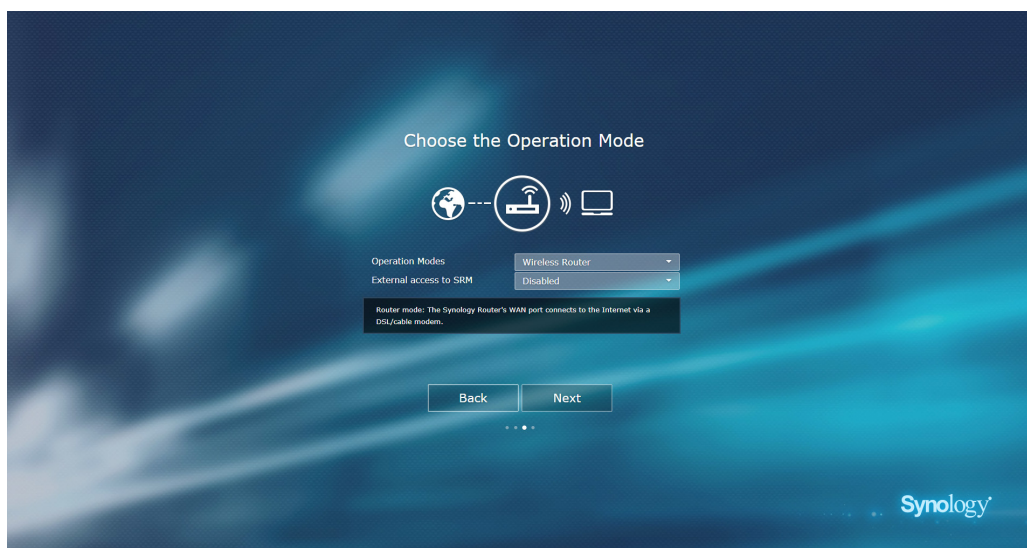 Choose the Operation Mode
Operation Modes
Wireless Router
External access to SRM
Disabled
Router mode: The Synology Router's WAN port connects to the Internet via a
DSL/cable modem.
Back
Next
Synology